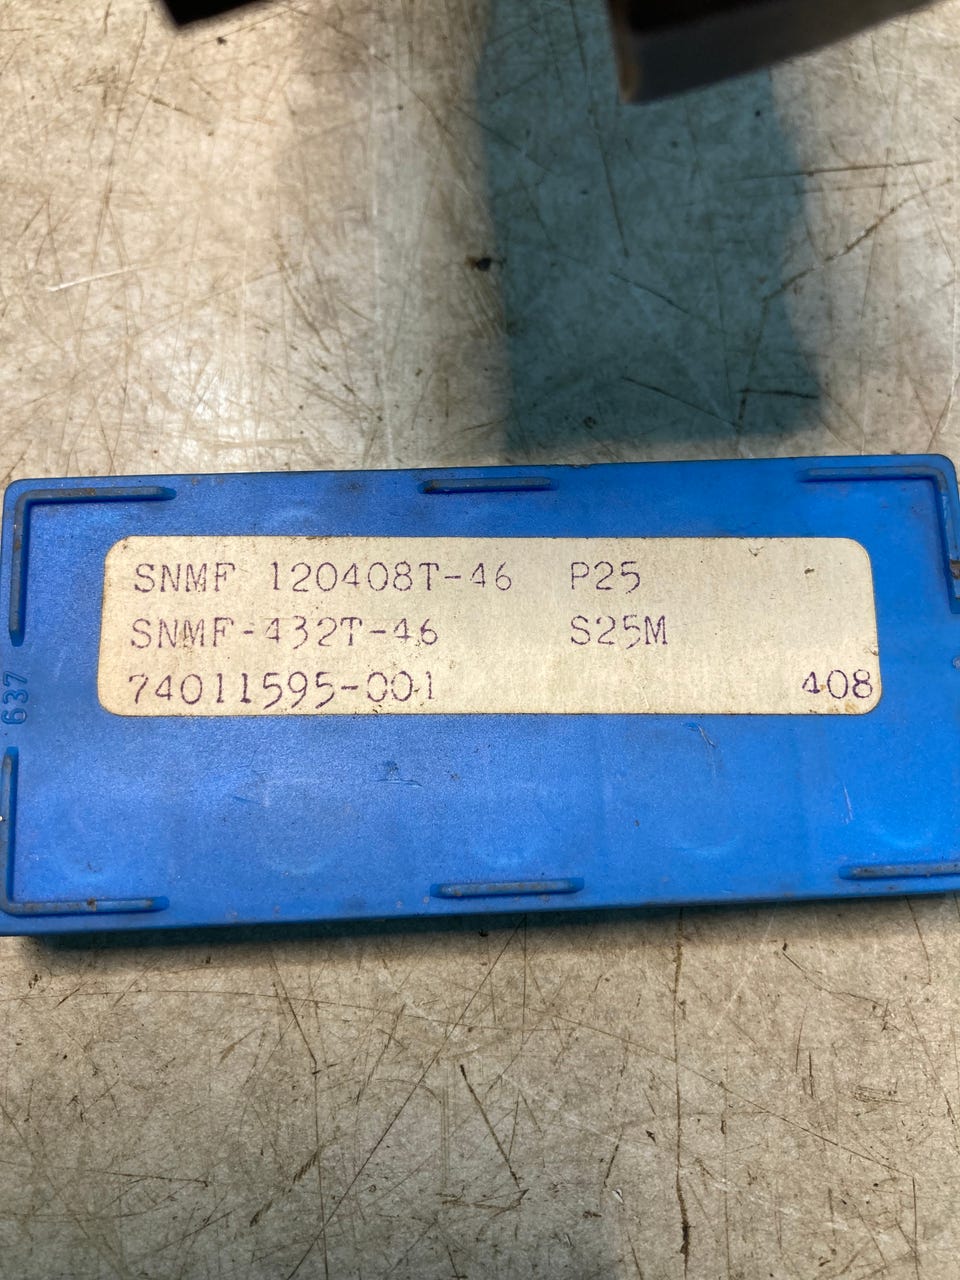 SNMF 120408T-46 P25
SNMF-432T-46 S25M
74011595-001 408
637